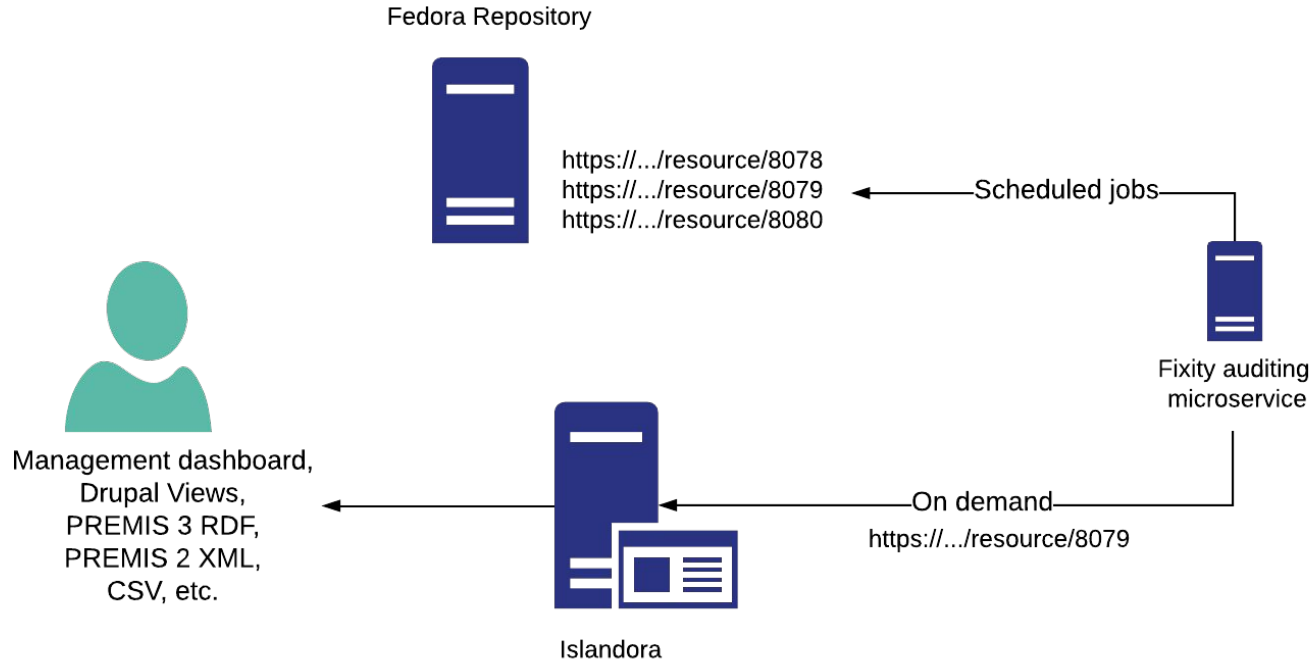 Fedora Repository
https://.../resource/8078
https://.../resource/8079
https://.../resource/8080
Scheduled jobs
Fixity auditing
microservice
Management dashboard,
Drupal Views,
PREMIS 3 RDF,
PREMIS 2 XML,
CSV, etc.
On demand
https://.../resource/8079
Islandora